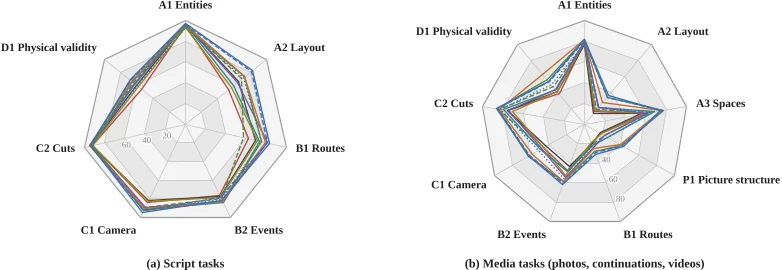 A1 Entities
D1 Physical validity
A2 Layout
20
40
60
C2 Cuts
B1 Routes
C1 Camera
B2 Events
(a) Script tasks
A1 Entities
D1 Physical validity
A2 Layout
C2 Cuts
A3 Spaces
40
60
80
C1 Camera
P1 Picture structure
B2 Events
B1 Routes
(b) Media tasks (photos, continuations, videos)